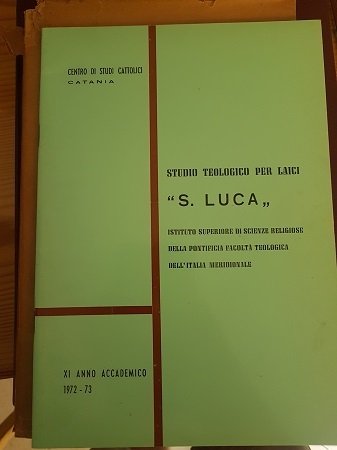 CENTRO DI STUDI CATTOLICI
CATANIA
STUDIO TEOLOGICO PER LAICI
“S. LUCA„
ISTITUTO SUPERIORE DI SCIENZE RELIGIOSE
DELLA PONTIFICIA FACOLTÀ TEOLOGICA
DELL'ITALIA MERIDIONALE
XI ANNO ACCADEMICO
1972 - 73